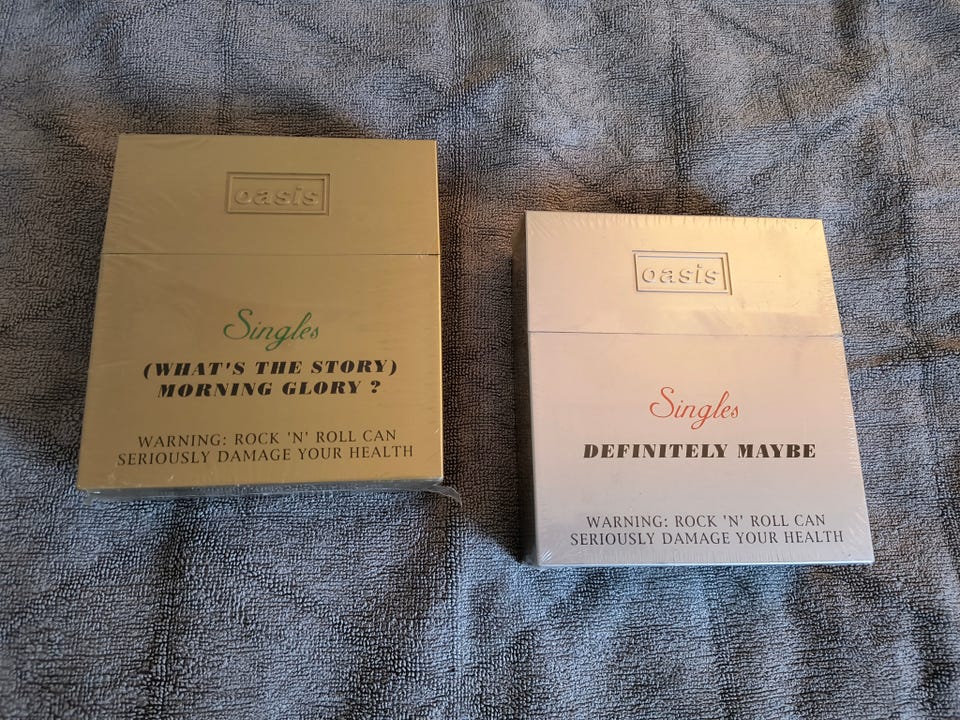 oasis
Singles
(WHAT'S THE STORY)
MORNING GLORY ?
WARNING: ROCK 'N' ROLL CAN
SERIOUSLY DAMAGE YOUR HEALTH
oasis
Singles
DEFINITELY MAYBE
WARNING: ROCK 'N' ROLL CAN
SERIOUSLY DAMAGE YOUR HEALTH